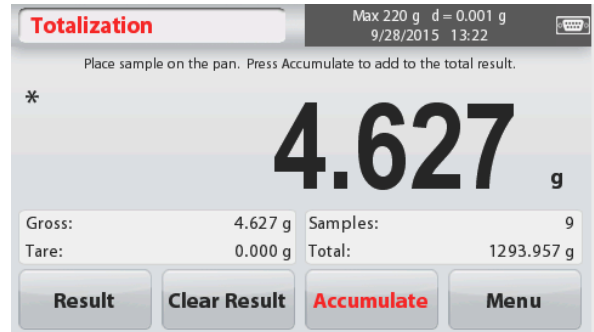 Totalization
Max 220 g d = 0.001 g
9/28/2015 13:22
Place sample on the pan. Press Accumulate to add to the total result.
*
4.627 g
Gross: 4.627 g Samples: 9
Tare: 0.000 g Total: 1293.957 g
Result Clear Result Accumulate Menu